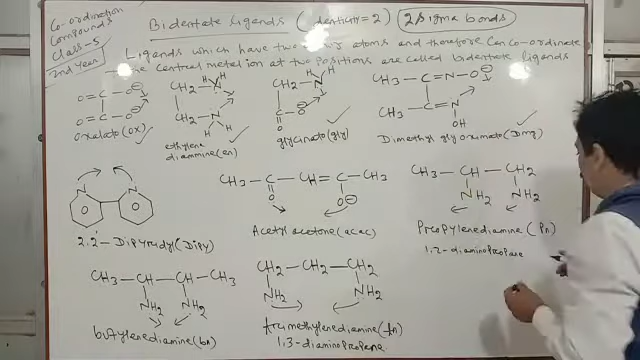 Co-ordination
Compounds
Class-5
2nd Year
Bidentate ligands (denticity=2) 2 Sigma bonds
Ligands which have two donor atoms and therefore can co-ordinate
the central metal ion at two positions are called bidentate ligands
O=C-O⊖
O=C-O⊖
oxalato(ox)
CH2-N H H
CH2-N H H
ethylene
diammine(en)
CH2-N H H
C-O⊖
O
glycinato(gly)
CH3-C=N-O⊖
CH3-C=N
OH
Dimethyl glyoximato(Dmg)
N N
2,2'-Dipyridyl(Dipy)
CH3-C-CH=C-CH3
O O⊖
Acetyl acetone(acac)
CH3-CH-CH2
NH2 NH2
Propylenediamine(Pn)
1,2-diaminopropane
CH3-CH-CH-CH3
NH2 NH2
butylenediamine(bn)
CH2-CH2-CH2
NH2 NH2
trimethylenediamine(tn)
1,3-diaminopropane